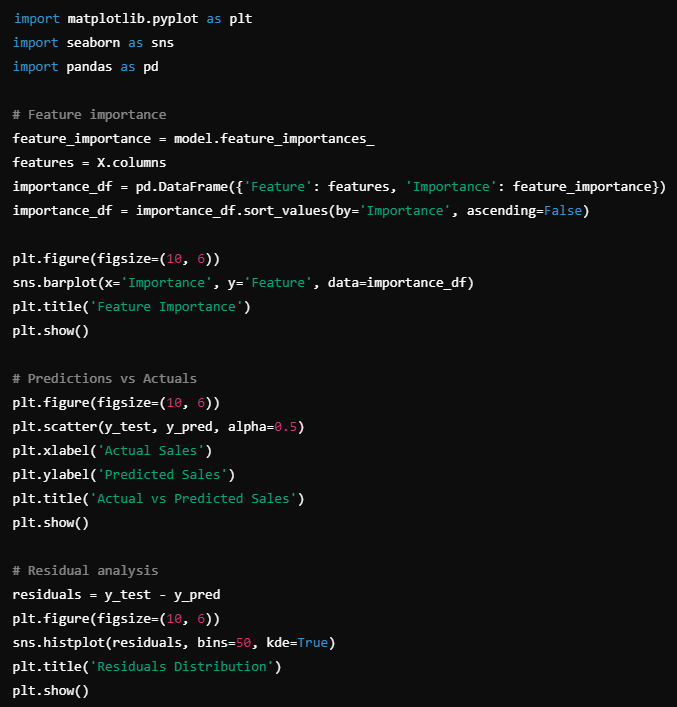 import matplotlib.pyplot as plt
import seaborn as sns
import pandas as pd
# Feature importance
feature_importance = model.feature_importances_
features = X.columns
importance_df = pd.DataFrame({'Feature': features, 'Importance': feature_importance})
importance_df = importance_df.sort_values(by='Importance', ascending=False)
plt.figure(figsize=(10, 6))
sns.barplot(x='Importance', y='Feature', data=importance_df)
plt.title('Feature Importance')
plt.show()
# Predictions vs Actuals
plt.figure(figsize=(10, 6))
plt.scatter(y_test, y_pred, alpha=0.5)
plt.xlabel('Actual Sales')
plt.ylabel('Predicted Sales')
plt.title('Actual vs Predicted Sales')
plt.show()
# Residual analysis
residuals = y_test - y_pred
plt.figure(figsize=(10, 6))
sns.histplot(residuals, bins=50, kde=True)
plt.title('Residuals Distribution')
plt.show()